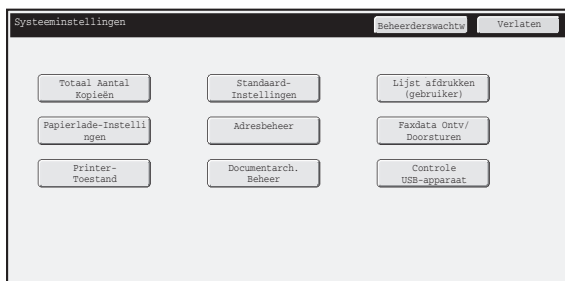 Systeeminstellingen
Beheerderswachtw
Verlaten
Totaal Aantal
Kopieën
Standaard-
Instellingen
Lijst afdrukken
(gebruiker)
Papierlade-Instelli
ngen
Adresbeheer
Faxdata Ontv/
Doorsturen
Printer-
Toestand
Documentarch.
Beheer
Controle
USB-apparaat